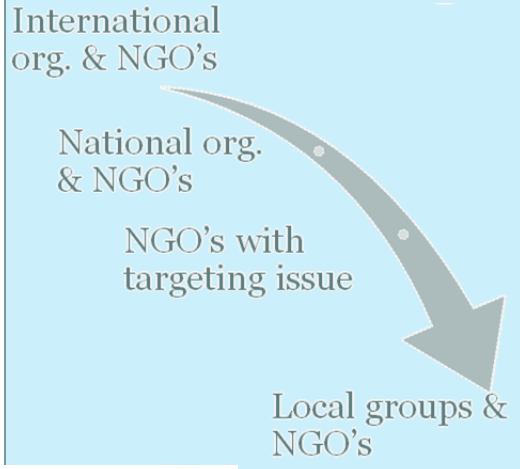 International
org. & NGO’s
National org.
& NGO’s
NGO’s with
targeting issue
Local groups &
NGO’s